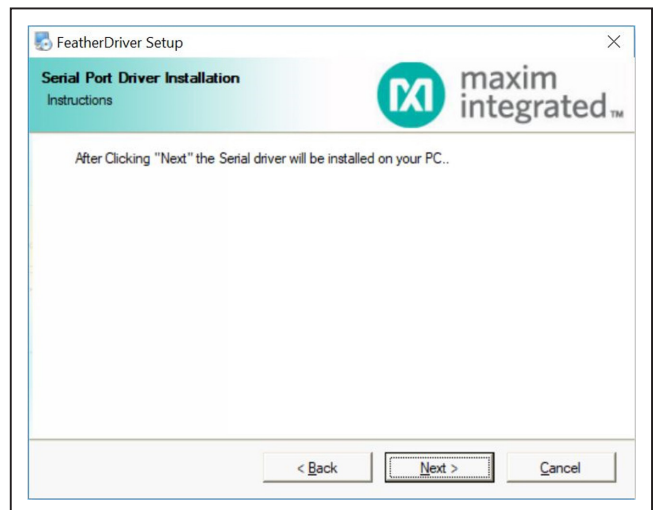 FeatherDriver Setup
Serial Port Driver Installation
Instructions
maxim
integrated™
After Clicking "Next" the Serial driver will be installed on your PC..
< Back
Next >
Cancel